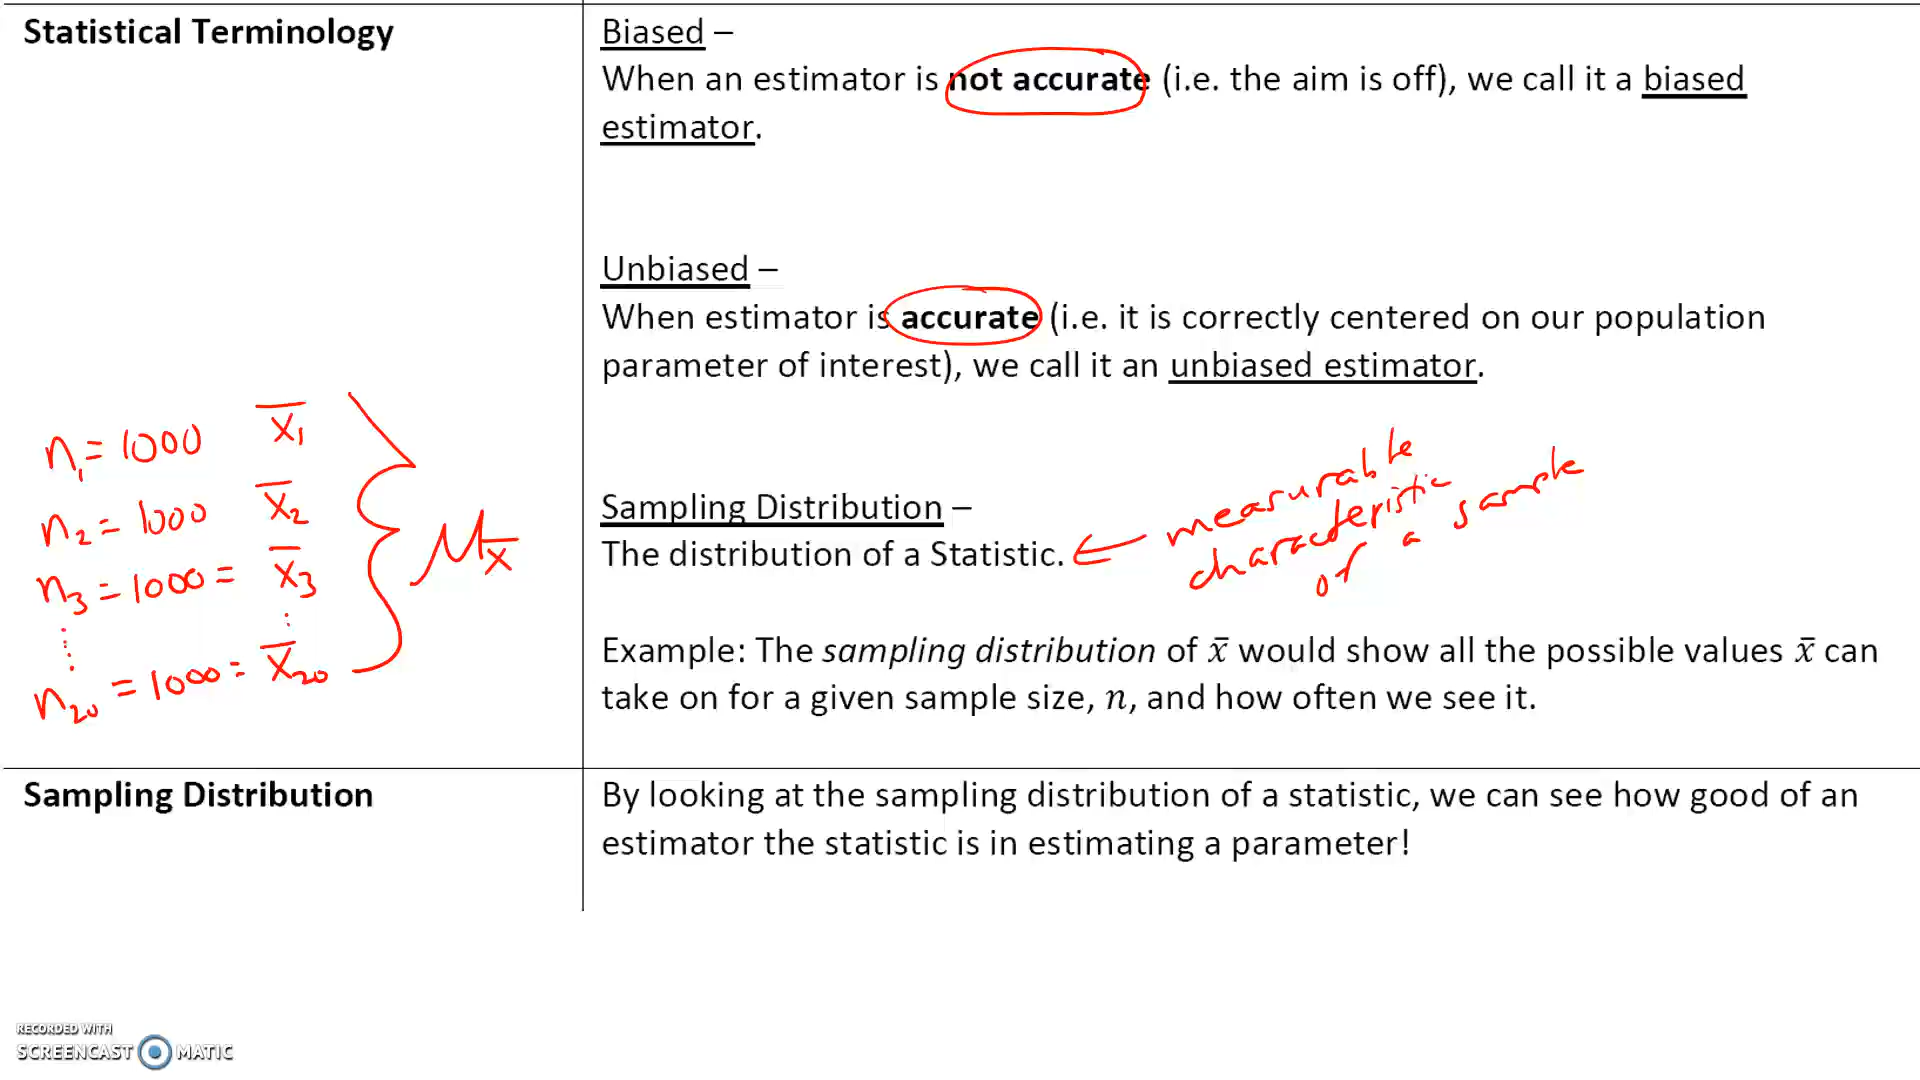 Statistical Terminology
Biased –
When an estimator is not accurate (i.e. the aim is off), we call it a biased
estimator.
Unbiased –
When estimator is accurate (i.e. it is correctly centered on our population
parameter of interest), we call it an unbiased estimator.
n₁ = 1000 x̄₁
n₂ = 1000 x̄₂
n₃ = 1000 = x̄₃
⋮ ⋮
n₂₀ = 1000 = x̄₂₀
μx̄
Sampling Distribution –
The distribution of a Statistic. ←
measurable
characteristic
of a sample
Example: The sampling distribution of x̄ would show all the possible values x̄ can
take on for a given sample size, n, and how often we see it.
Sampling Distribution
By looking at the sampling distribution of a statistic, we can see how good of an
estimator the statistic is in estimating a parameter!
RECORDED WITH
SCREENCAST MATIC